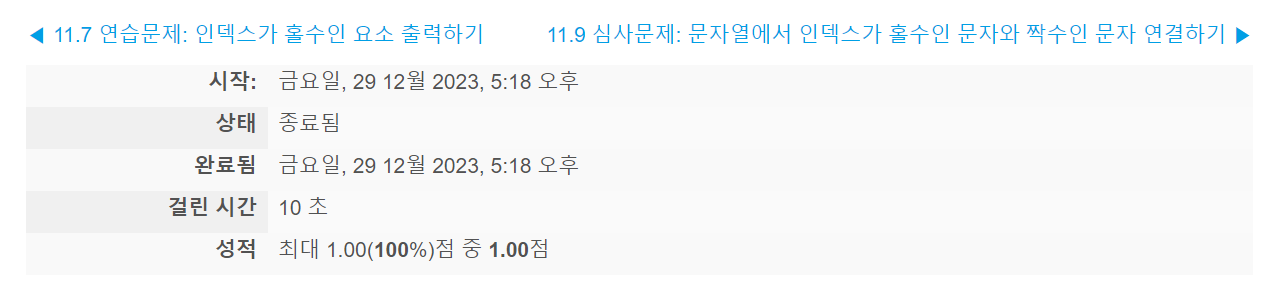 ◀ 11.7 연습문제: 인덱스가 홀수인 요소 출력하기 11.9 심사문제: 문자열에서 인덱스가 홀수인 문자와 짝수인 문자 연결하기 ▶
시작: 금요일, 29 12월 2023, 5:18 오후
상태 종료됨
완료됨 금요일, 29 12월 2023, 5:18 오후
걸린 시간 10 초
성적 최대 1.00(100%)점 중 1.00점